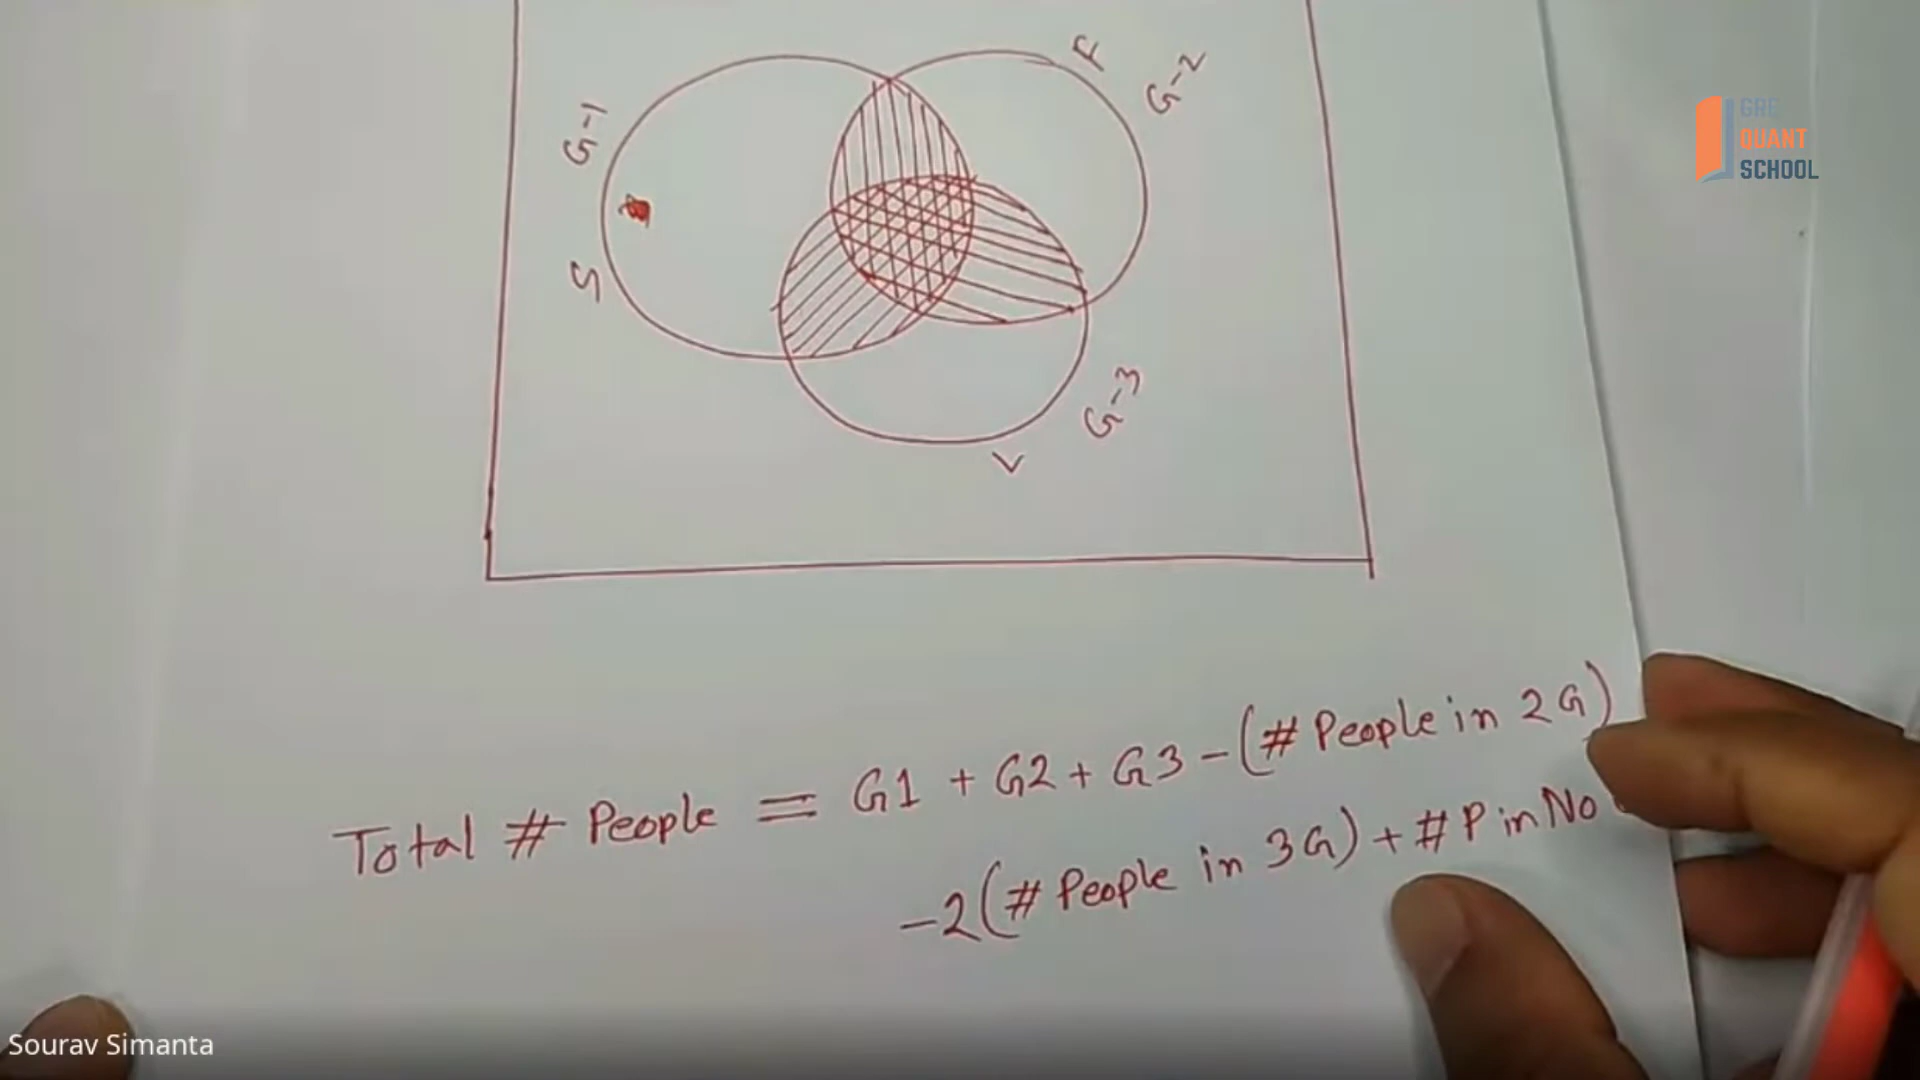 F
G-2
G-1
GRE
QUANT
SCHOOL
S
G-3
V
Total # People = G1 + G2 + G3 - (# People in 2G)
-2(# People in 3G) + # P in No
Sourav Simanta